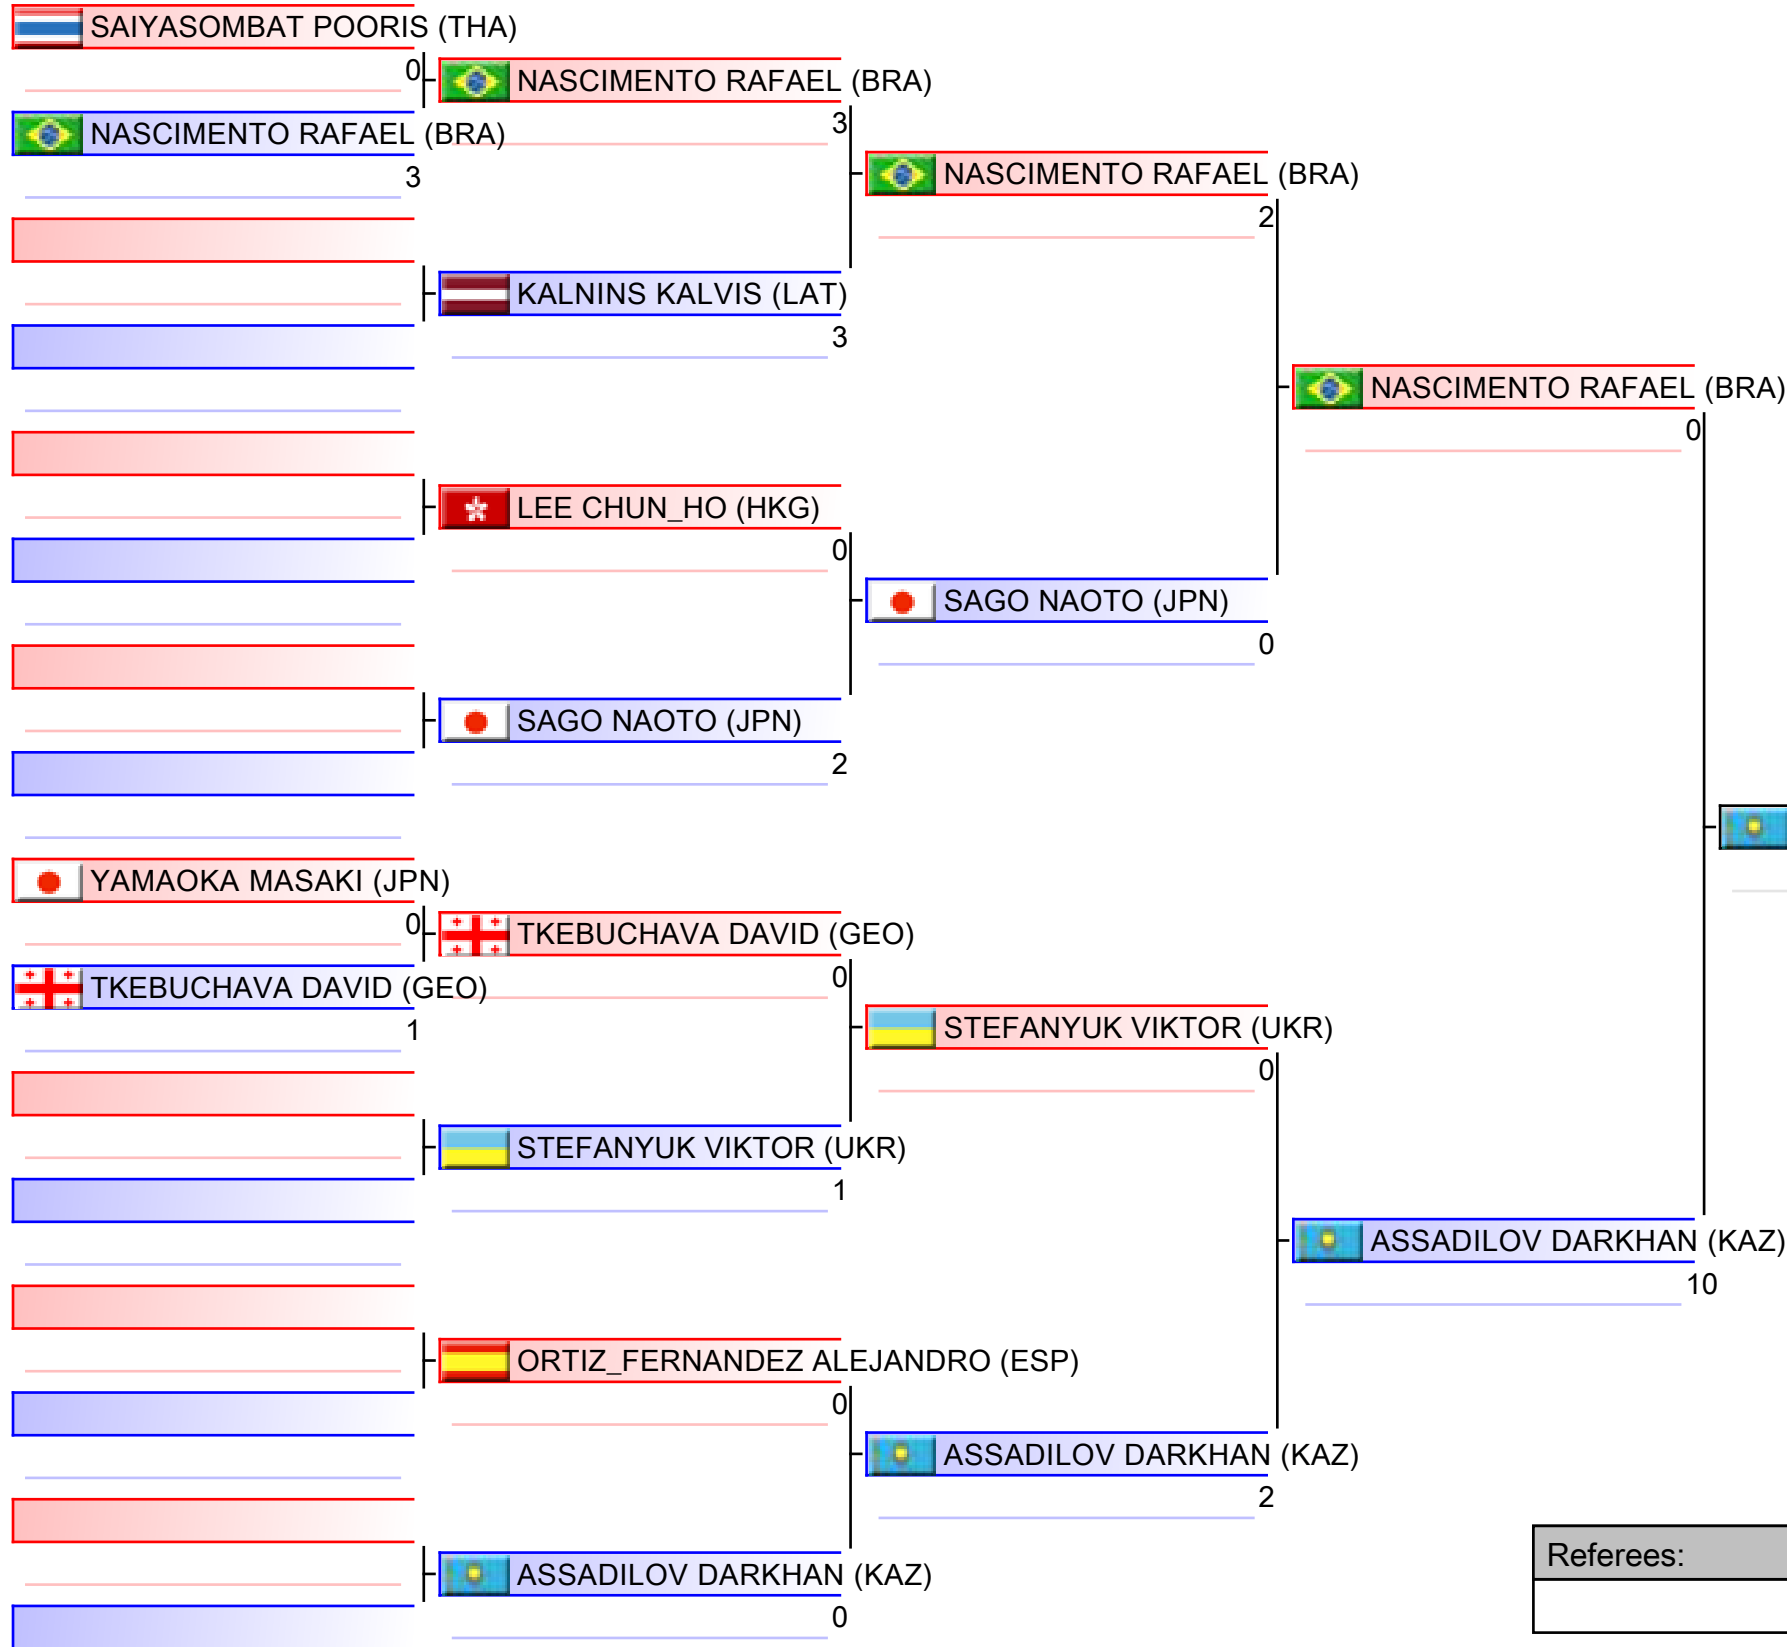 SAIYASOMBAT POORIS (THA)
0
NASCIMENTO RAFAEL (BRA)
NASCIMENTO RAFAEL (BRA)
3
3
NASCIMENTO RAFAEL (BRA)
2
KALNINS KALVIS (LAT)
3
NASCIMENTO RAFAEL (BRA)
0
LEE CHUN_HO (HKG)
0
SAGO NAOTO (JPN)
0
SAGO NAOTO (JPN)
2
YAMAOKA MASAKI (JPN)
0
TKEBUCHAVA DAVID (GEO)
TKEBUCHAVA DAVID (GEO)
1
0
STEFANYUK VIKTOR (UKR)
0
STEFANYUK VIKTOR (UKR)
1
ASSADILOV DARKHAN (KAZ)
10
ORTIZ_FERNANDEZ ALEJANDRO (ESP)
0
ASSADILOV DARKHAN (KAZ)
2
ASSADILOV DARKHAN (KAZ)
0
Referees: